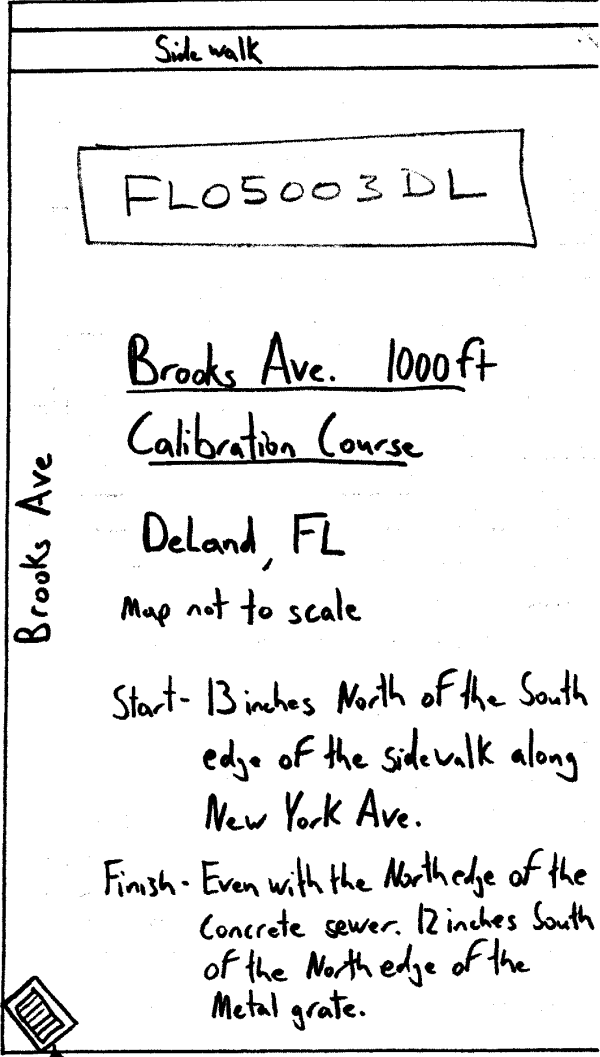 Sidewalk
FL05003DL
Brooks Ave. 1000ft
Calibration Course
DeLand, FL
Map not to scale
Brooks Ave
Start- 13 inches North of the South
edge of the sidewalk along
New York Ave.
Finish- Even with the North edge of the
Concrete sewer. 12 inches South
of the North edge of the
Metal grate.